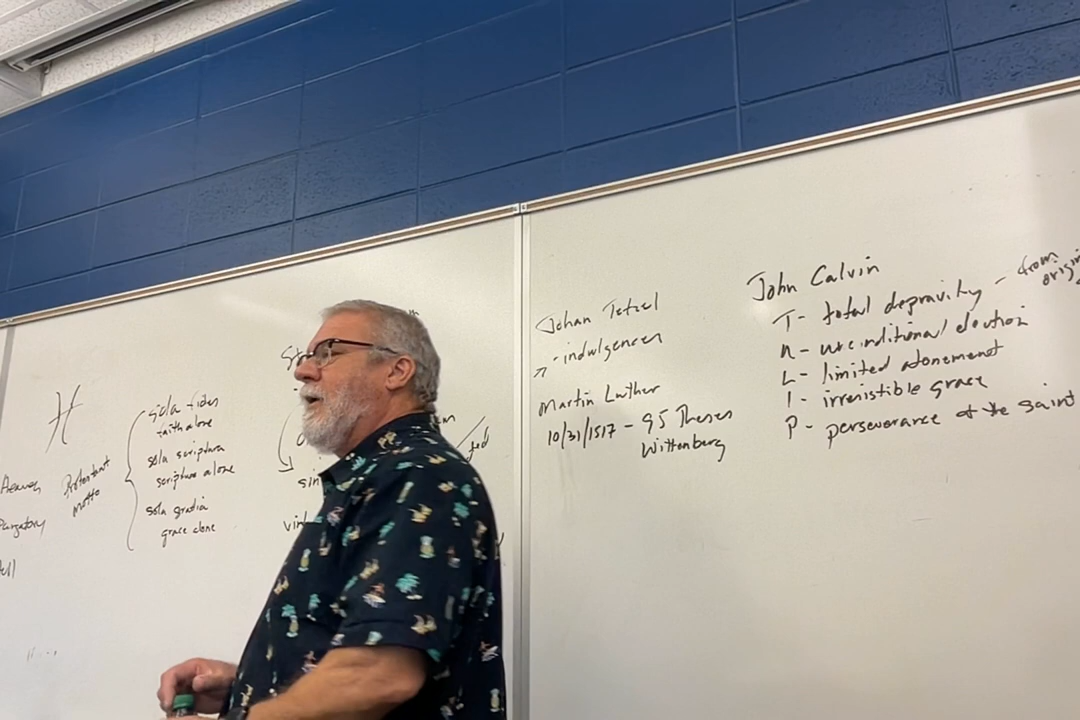 Heaven
Purgatory
Protestant
motto
sola fides
faith alone
sola scriptura
scripture alone
sola gratia
grace alone
sin
Johan Tetzel
- indulgences
Martin Luther
10/31/1517 - 95 Theses
Wittenberg
John Calvin
T - total depravity - from
origin
U - unconditional election
L - limited atonement
I - irresistible grace
P - perseverance of the saint